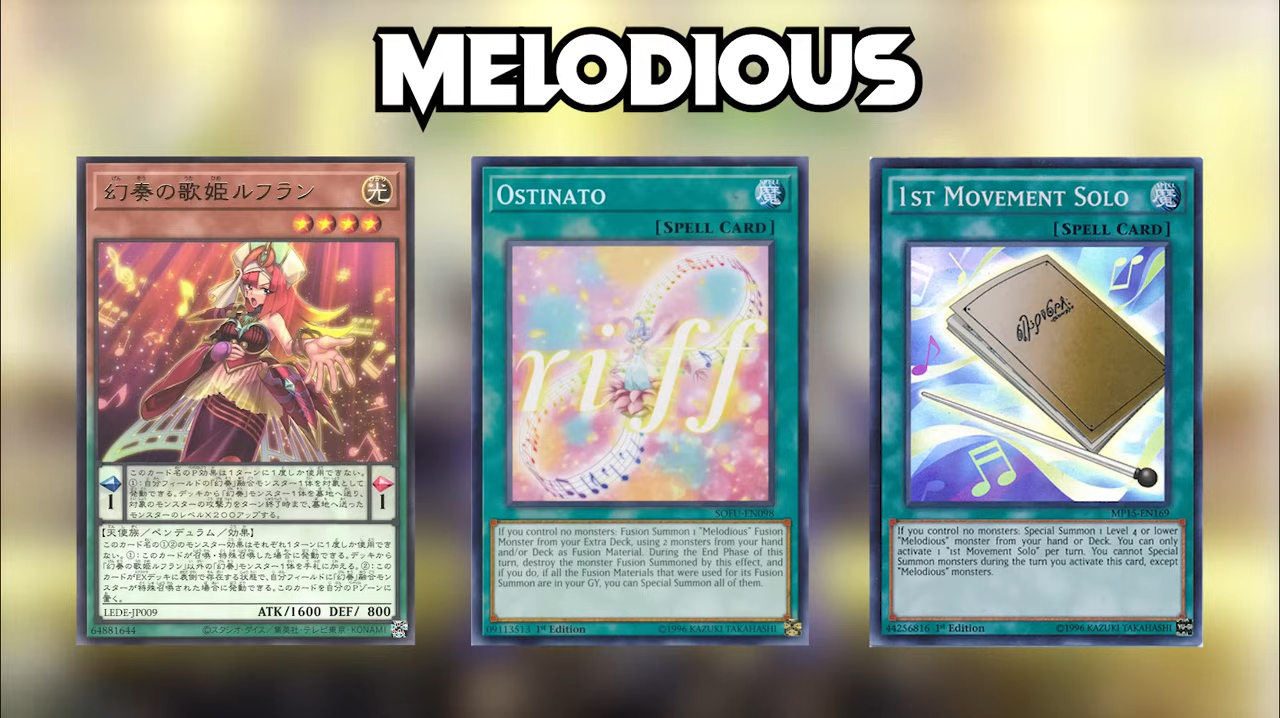 MELODIOUS
幻奏の歌姫ルフラン
光
1
1
このカード名のP効果は1ターンに1度しか使用できない。
①:自分フィールドの「幻奏」融合モンスター1体を対象として
発動できる。デッキから「幻奏」モンスター1体を墓地へ送り、
対象のモンスターの攻撃力をターン終了時まで、墓地へ送った
モンスターのレベル×200アップする。
【天使族/ペンデュラム/効果】
このカード名の①②のモンスター効果はそれぞれ1ターンに1度しか使用でき
ない。①:このカードが召喚・特殊召喚した場合に発動できる。デッキから
「幻奏の歌姫ルフラン」以外の「幻奏」モンスター1体を手札に加える。②:この
カードがEXデッキに表側で存在する状態で、自分フィールドに「幻奏」融合モン
スターが特殊召喚された場合に発動できる。このカードを自分のPゾーンに
置く。
LEDE-JP009 ATK/1600 DEF/ 800
64881644 ©スタジオ・ダイス/集英社・テレビ東京・KONAMI
OSTINATO
SPELL
魔
[SPELL CARD]
riff
SOFU-EN098
If you control no monsters: Fusion Summon 1 "Melodious" Fusion
Monster from your Extra Deck, using 2 monsters from your hand
and/or Deck as Fusion Material. During the End Phase of this
turn, destroy the monster Fusion Summoned by this effect, and
if you do, if all the Fusion Materials that were used for its Fusion
Summon are in your GY, you can Special Summon all of them.
09113513 1st Edition ©1996 KAZUKI TAKAHASHI
1ST MOVEMENT SOLO
SPELL
魔
[SPELL CARD]
MP15-EN169
If you control no monsters: Special Summon 1 Level 4 or lower
"Melodious" monster from your hand or Deck. You can only
activate 1 "1st Movement Solo" per turn. You cannot Special
Summon monsters during the turn you activate this card, except
"Melodious" monsters.
44256816 1st Edition ©1996 KAZUKI TAKAHASHI